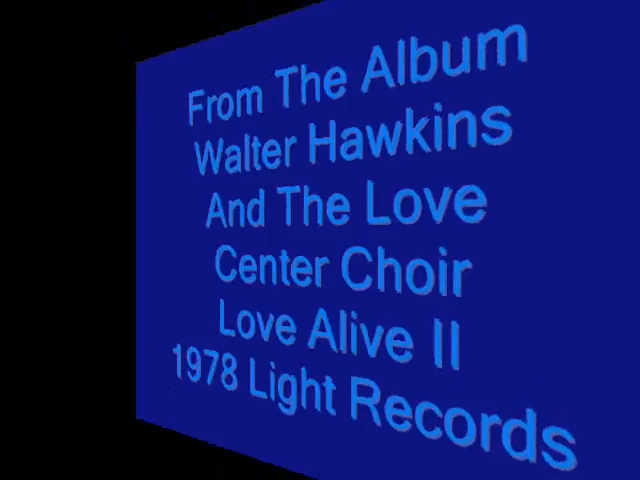 From The Album
Walter Hawkins
And The Love
Center Choir
Love Alive II
1978 Light Records